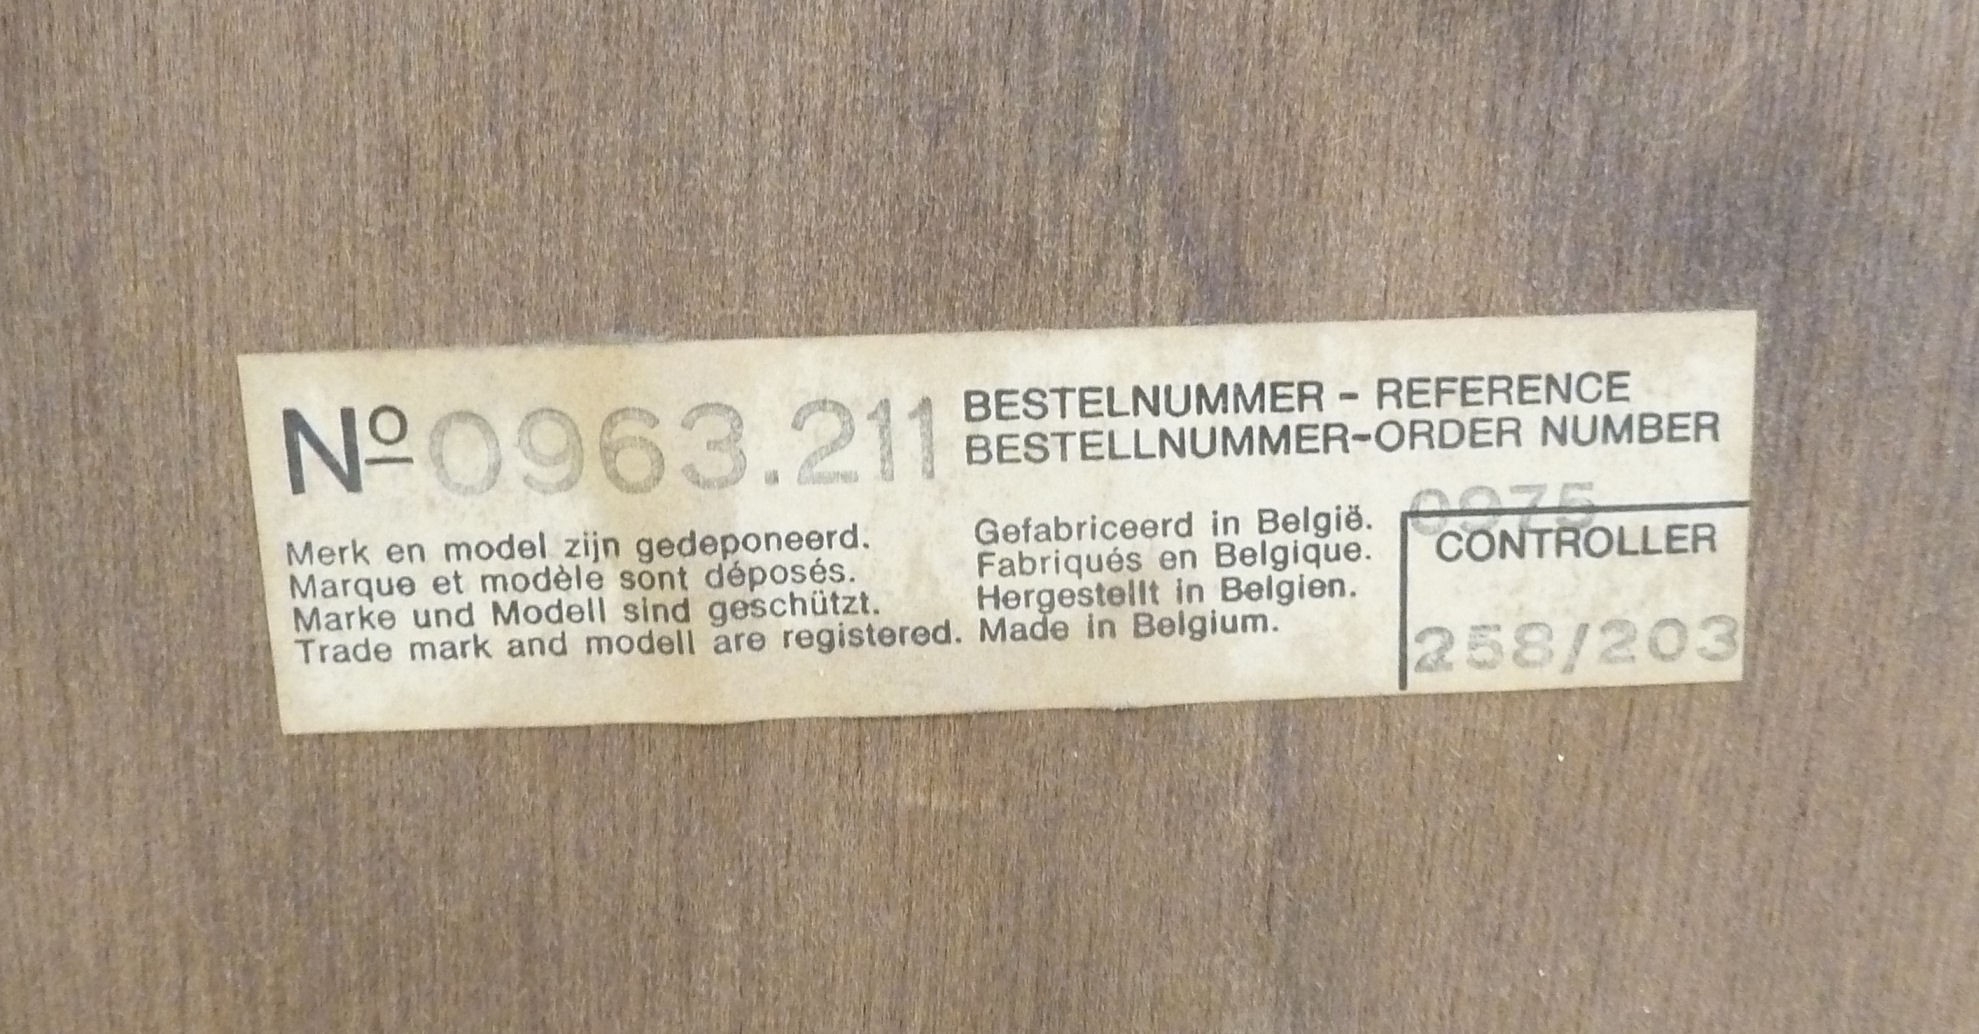 Nº 0963.211
BESTELNUMMER - REFERENCE
BESTELLNUMMER-ORDER NUMBER
Merk en model zijn gedeponeerd.
Marque et modèle sont déposés.
Marke und Modell sind geschützt.
Trade mark and modell are registered.
Gefabriceerd in België.
Fabriqués en Belgique.
Hergestellt in Belgien.
Made in Belgium.
0975
CONTROLLER
258/203